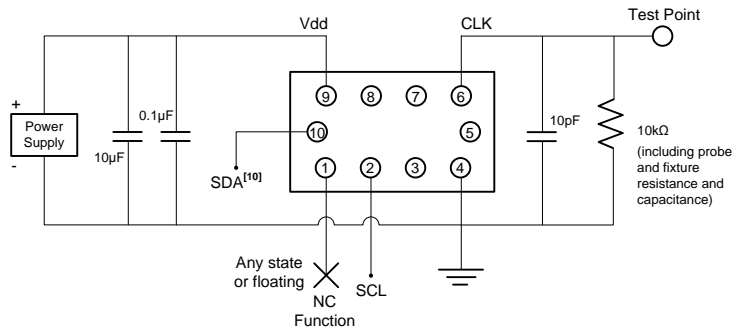 Vdd
CLK
Test Point
+
Power
Supply
-
10µF
0.1µF
9
8
7
6
10
5
1
2
3
4
SDA[10]
10pF
10kΩ
(including probe
and fixture
resistance and
capacitance)
Any state
or floating
NC
Function
SCL